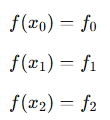 f(x₀) = f₀
f(x₁) = f₁
f(x₂) = f₂